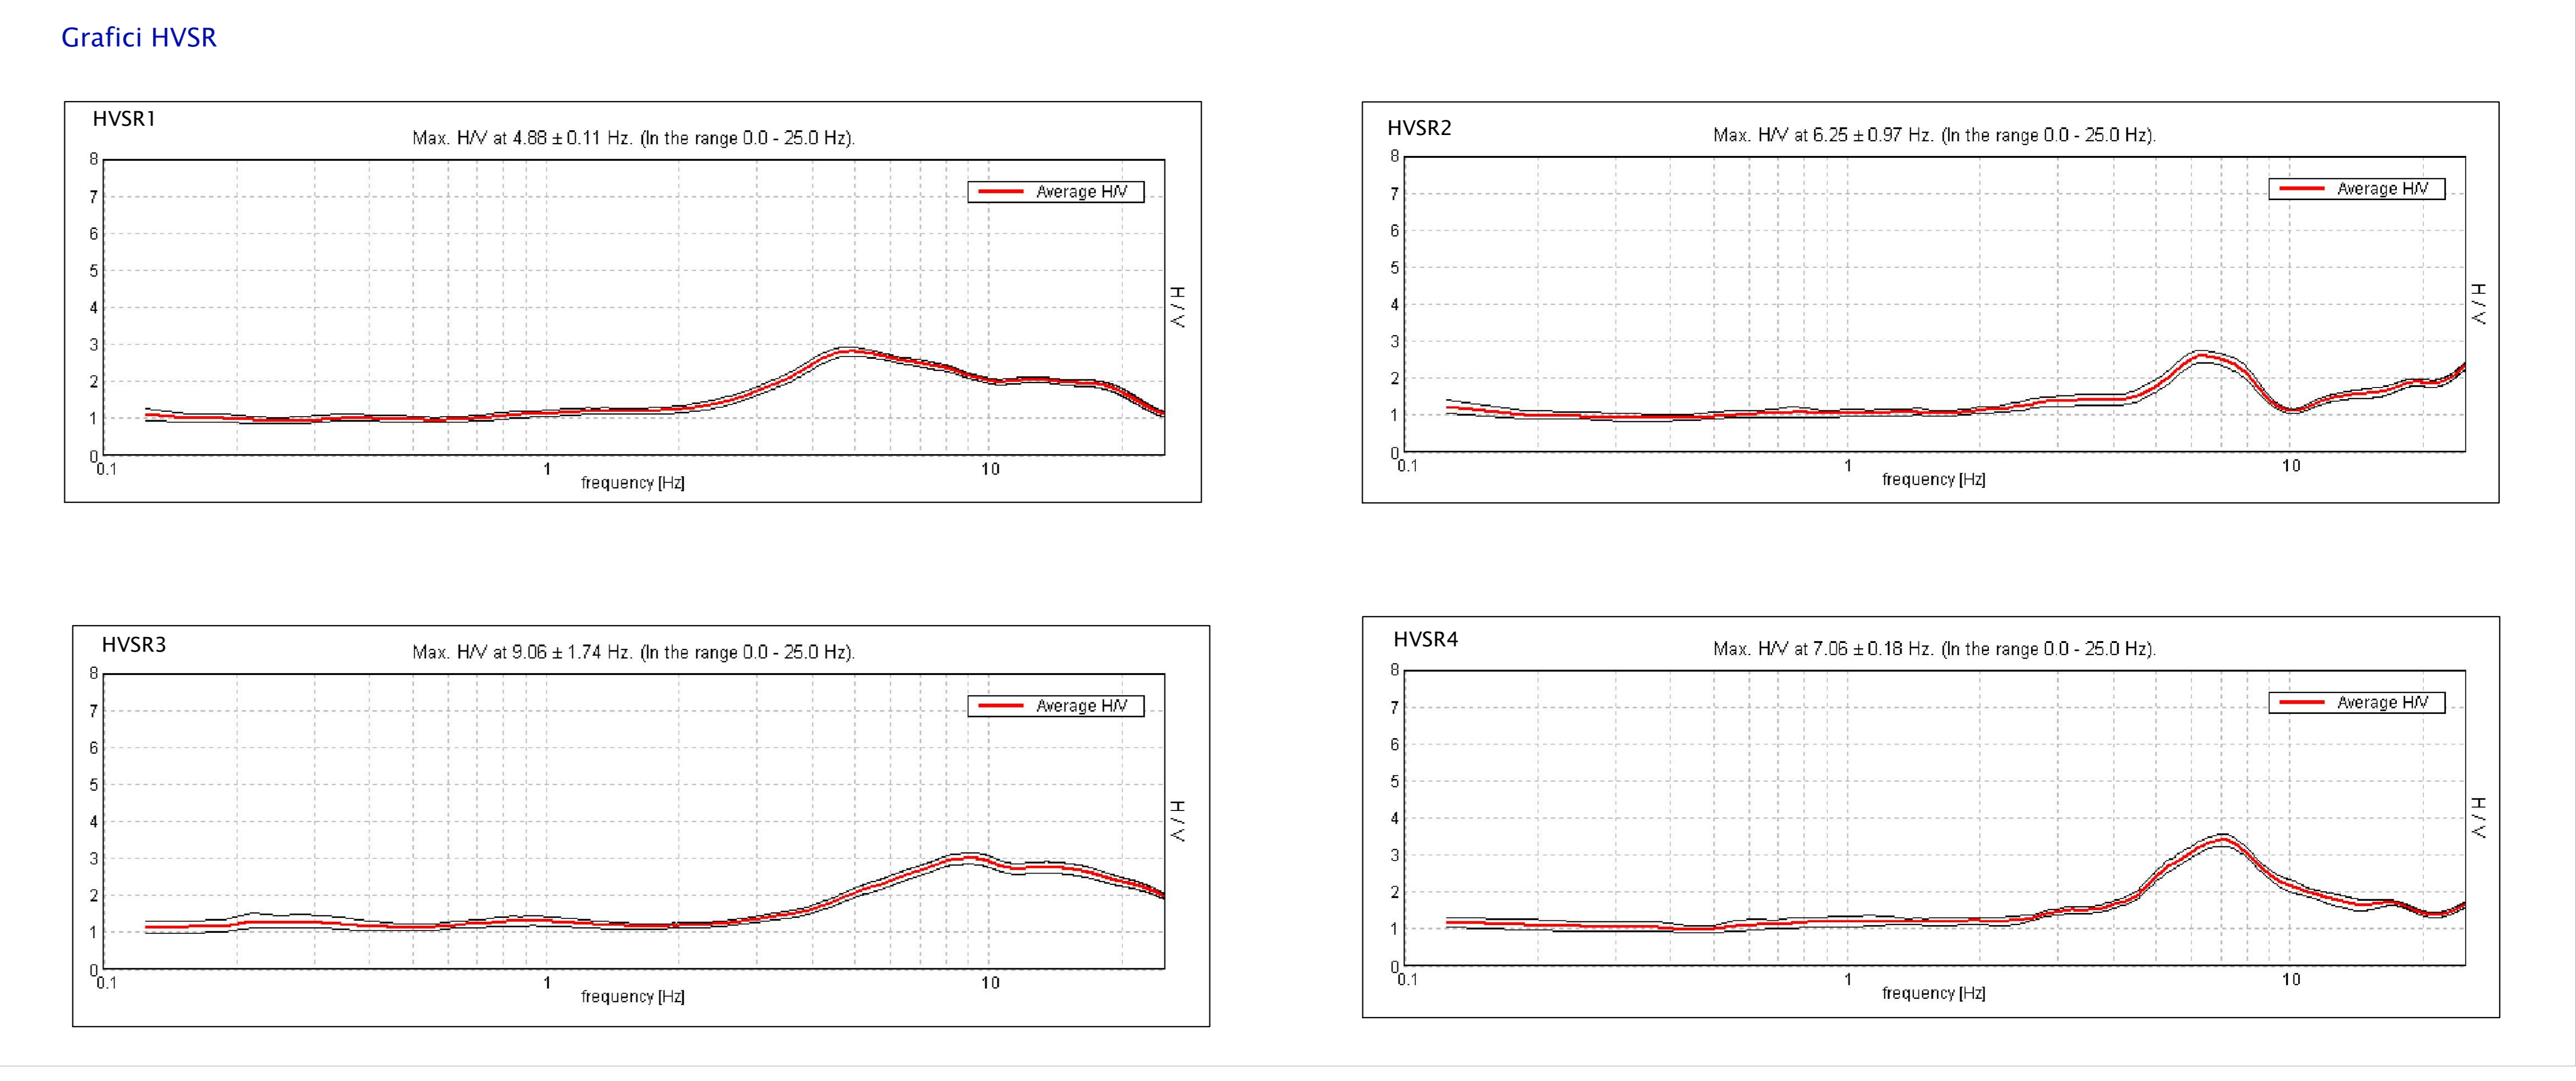 Grafici HVSR
HVSR1
Max. H/V at 4.88 ± 0.11 Hz. (In the range 0.0 - 25.0 Hz).
Average H/V
8
7
6
5
4
3
2
1
0
0.1
1
10
frequency [Hz]
H / V
HVSR2
Max. H/V at 6.25 ± 0.97 Hz. (In the range 0.0 - 25.0 Hz).
Average H/V
8
7
6
5
4
3
2
1
0
0.1
1
10
frequency [Hz]
H / V
HVSR3
Max. H/V at 9.06 ± 1.74 Hz. (In the range 0.0 - 25.0 Hz).
Average H/V
8
7
6
5
4
3
2
1
0
0.1
1
10
frequency [Hz]
H / V
HVSR4
Max. H/V at 7.06 ± 0.18 Hz. (In the range 0.0 - 25.0 Hz).
Average H/V
8
7
6
5
4
3
2
1
0
0.1
1
10
frequency [Hz]
H / V